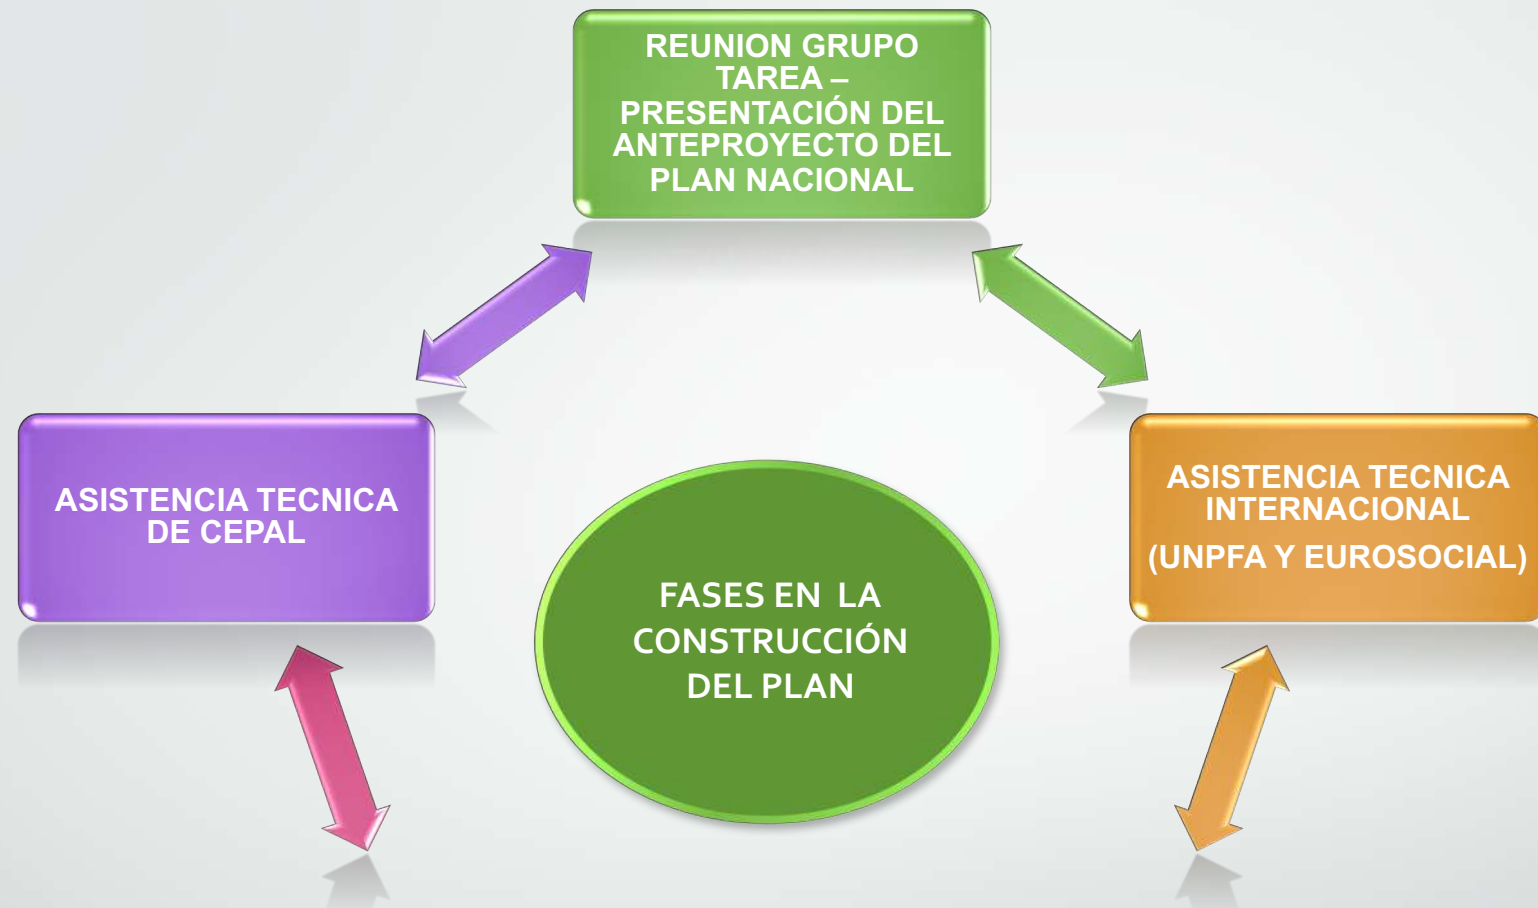 REUNION GRUPO
TAREA –
PRESENTACIÓN DEL
ANTEPROYECTO DEL
PLAN NACIONAL
ASISTENCIA TECNICA
DE CEPAL
ASISTENCIA TECNICA
INTERNACIONAL
(UNPFA Y EUROSOCIAL)
FASES EN LA
CONSTRUCCIÓN
DEL PLAN